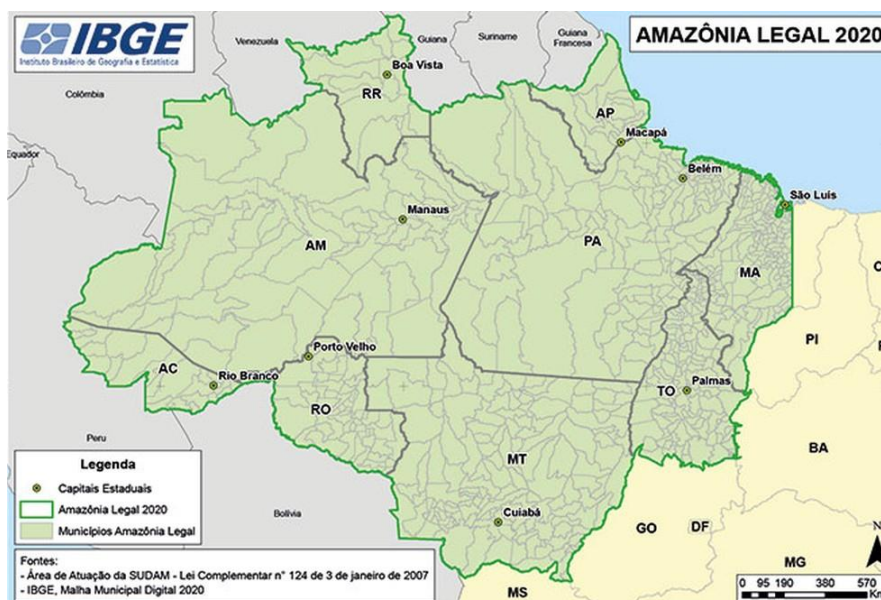 IBGE
Instituto Brasileiro de Geografia e Estatística
AMAZÔNIA LEGAL 2020
Venezuela
Guiana
Suriname
Guiana
Francesa
Colômbia
Equador
Boa Vista
RR
AP
Macapá
Belém
São Luís
Manaus
AM
PA
MA
AC
Rio Branco
Porto Velho
RO
TO
Palmas
PI
BA
MT
Cuiabá
Peru
Bolívia
GO
DF
MG
MS
Legenda
Capitais Estaduais
Amazônia Legal 2020
Municípios Amazônia Legal
Fontes:
- Área de Atuação da SUDAM - Lei Complementar n° 124 de 3 de janeiro de 2007
- IBGE, Malha Municipal Digital 2020
N
0 95 190 380 570
Km